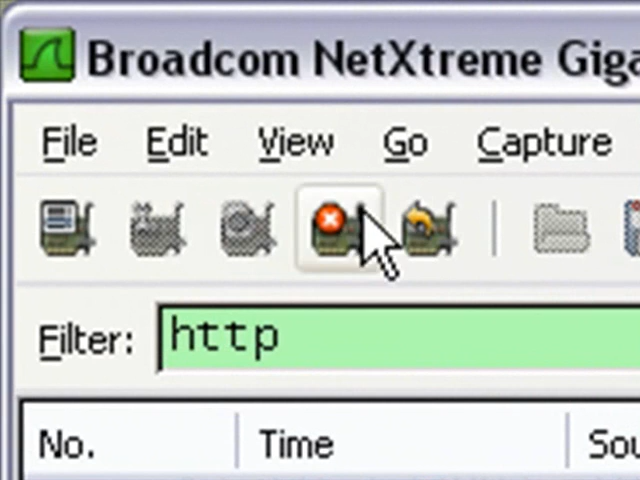 Broadcom NetXtreme Giga
File Edit View Go Capture
Filter: http
No. Time Sou